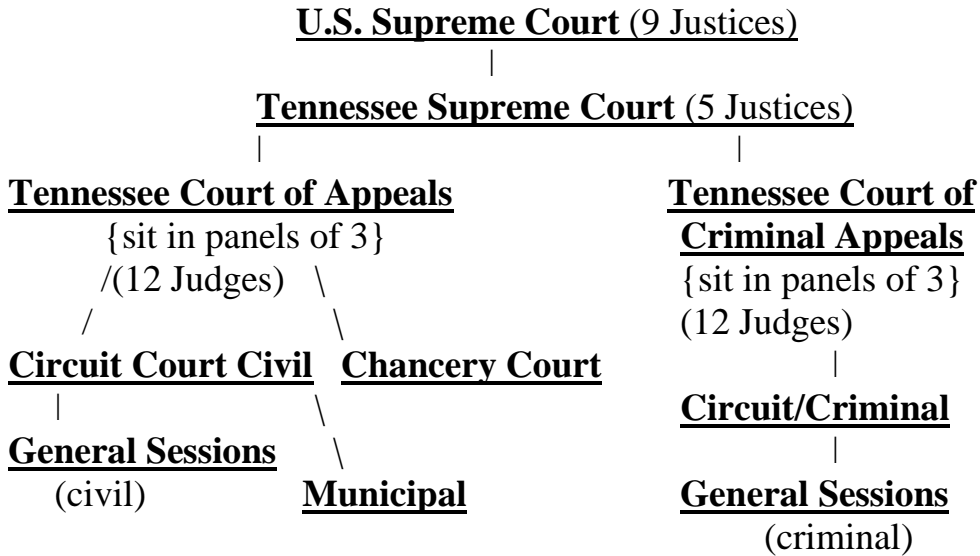 U.S. Supreme Court (9 Justices)
|
Tennessee Supreme Court (5 Justices)
| |
Tennessee Court of Appeals Tennessee Court of
{sit in panels of 3} Criminal Appeals
/(12 Judges) \ {sit in panels of 3}
/ \ (12 Judges)
Circuit Court Civil Chancery Court |
| \ Circuit/Criminal
General Sessions \ |
(civil) Municipal General Sessions
(criminal)